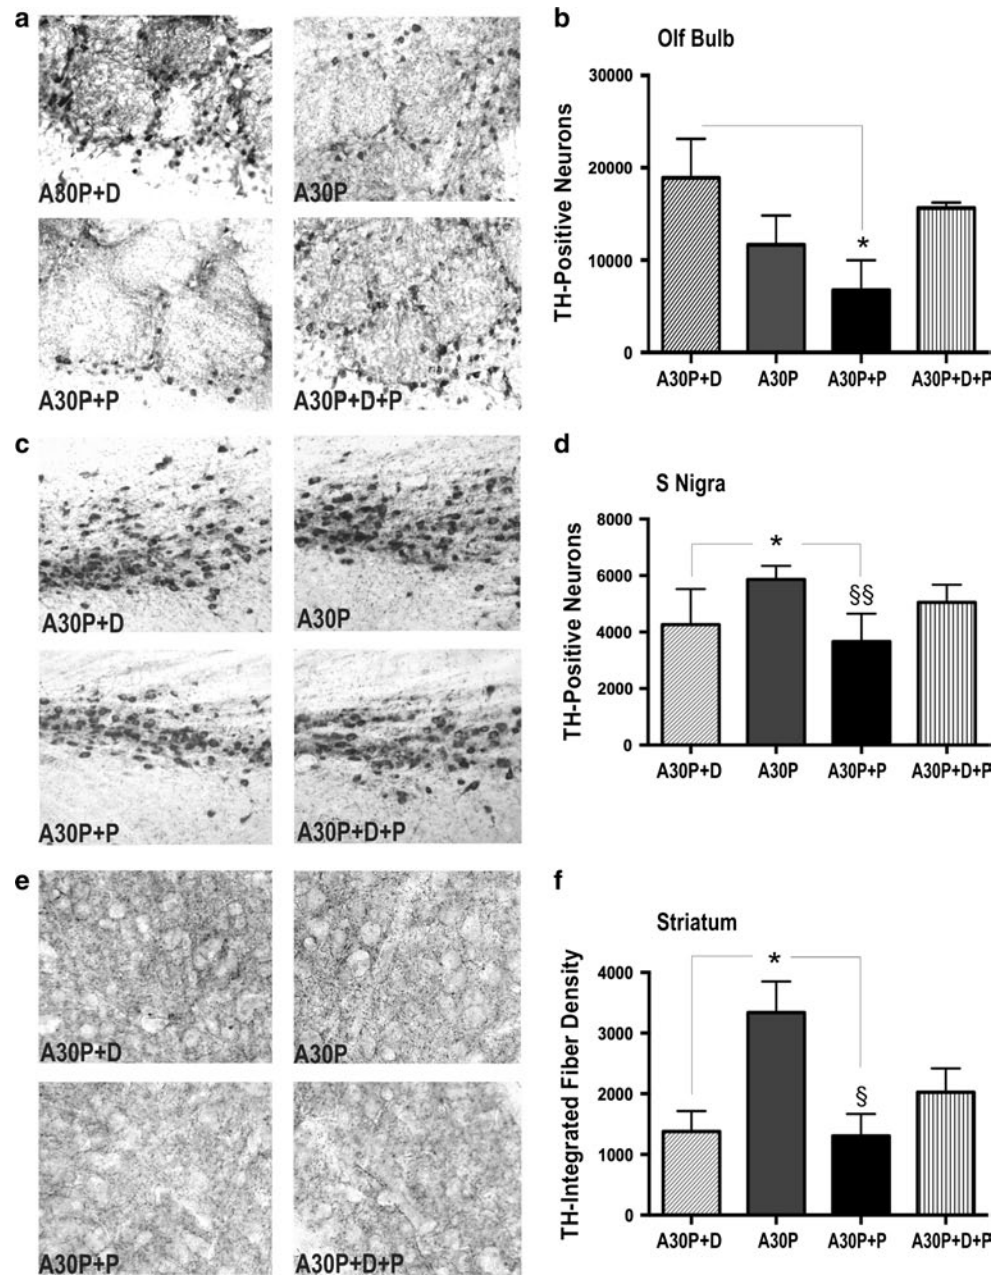 a
A30P+D
A30P
A30P+P
A30P+D+P
b
Olf Bulb
TH-Positive Neurons
30000
20000
10000
0
*
A30P+D
A30P
A30P+P
A30P+D+P
c
A30P+D
A30P
A30P+P
A30P+D+P
d
S Nigra
TH-Positive Neurons
8000
6000
4000
2000
0
*
§§
A30P+D
A30P
A30P+P
A30P+D+P
e
A30P+D
A30P
A30P+P
A30P+D+P
f
Striatum
TH-Integrated Fiber Density
4000
3000
2000
1000
0
*
§
A30P+D
A30P
A30P+P
A30P+D+P